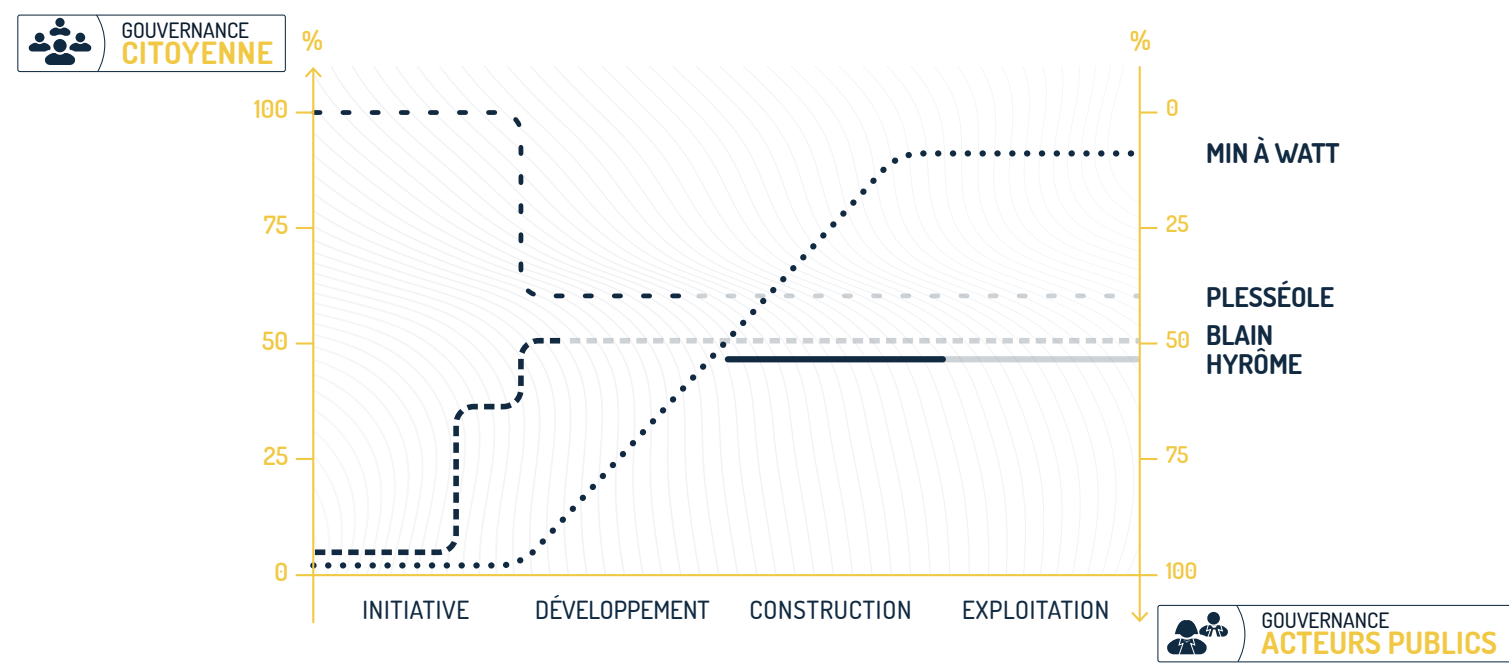 GOUVERNANCE
CITOYENNE
%
%
100
0
MIN À WATT
75
25
PLESSÉOLE
BLAIN
50
50
HYRÔME
25
75
0
100
INITIATIVE
DÉVELOPPEMENT
CONSTRUCTION
EXPLOITATION
GOUVERNANCE
ACTEURS PUBLICS